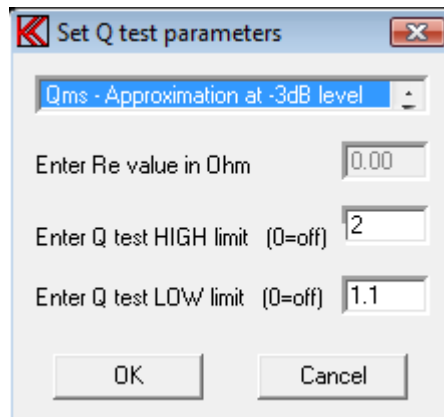 Set Q test parameters
Qms - Approximation at -3dB level
Enter Re value in Ohm 0.00
Enter Q test HIGH limit (0=off) 2
Enter Q test LOW limit (0=off) 1.1
OK Cancel